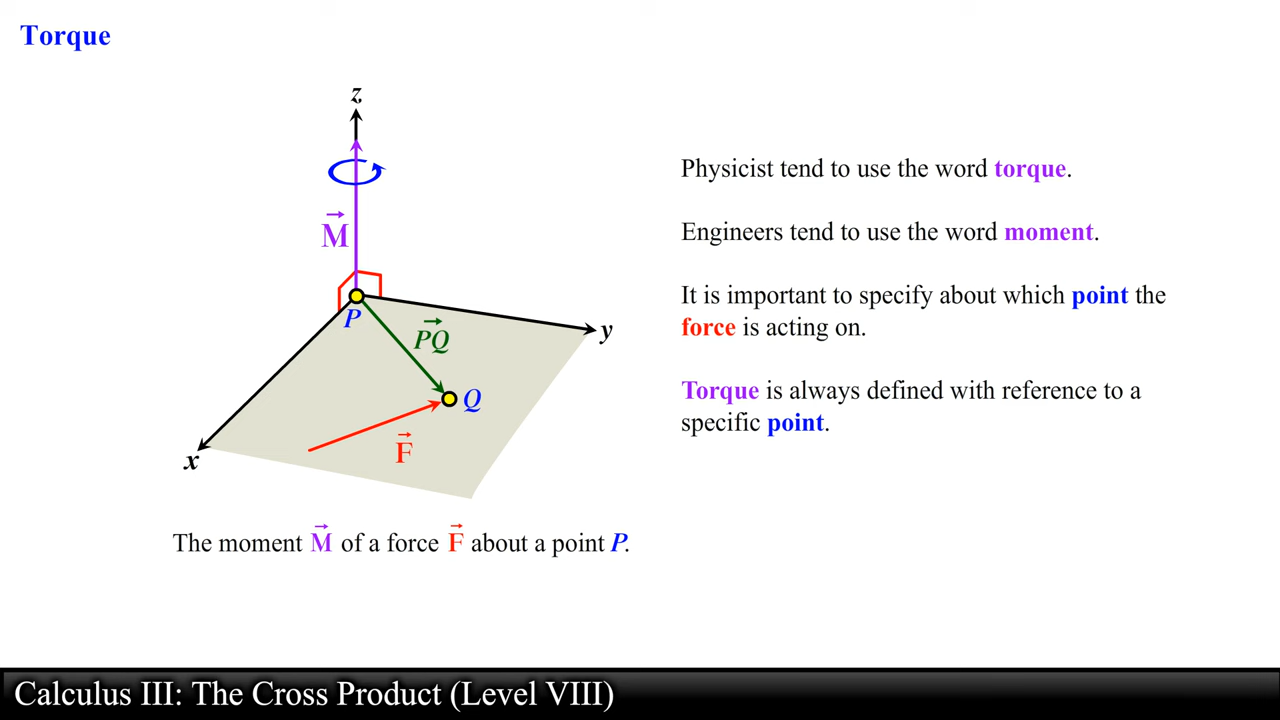 Torque
z
M
P
PQ
y
Q
F
x
The moment M of a force F about a point P.
Physicist tend to use the word torque.
Engineers tend to use the word moment.
It is important to specify about which point the
force is acting on.
Torque is always defined with reference to a
specific point.
Calculus III: The Cross Product (Level VIII)